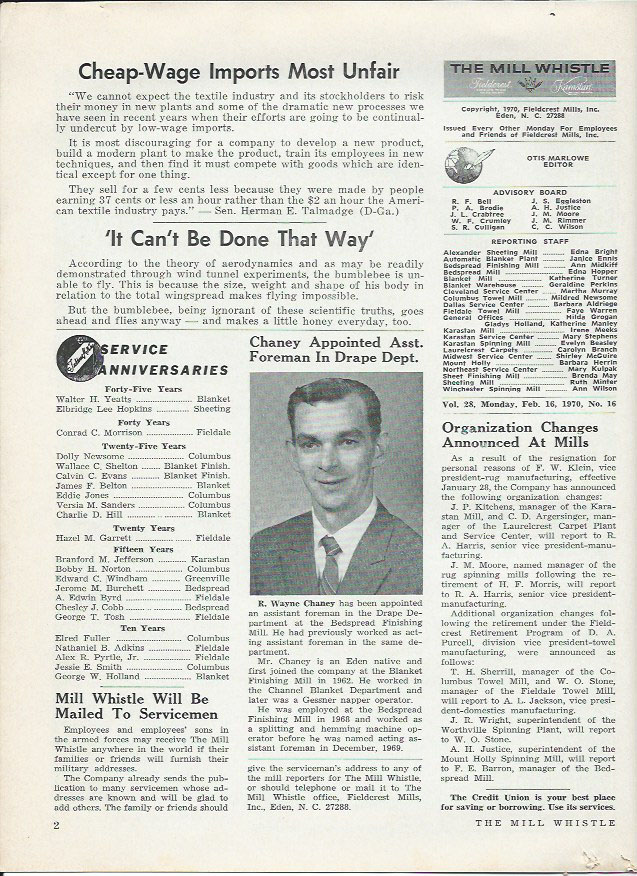 Cheap-Wage Imports Most Unfair
"We cannot expect the textile industry and its stockholders to risk
their money in new plants and some of the dramatic new processes we
have seen in recent years when their efforts are going to be continual-
ly undercut by low-wage imports.
It is most discouraging for a company to develop a new product,
build a modern plant to make the product, train its employees in new
techniques, and then find it must compete with goods which are iden-
tical except for one thing.
They sell for a few cents less because they were made by people
earning 37 cents or less an hour rather than the $2 an hour the Ameri-
can textile industry pays." — Sen. Herman E. Talmadge (D-Ga.)
'It Can't Be Done That Way'
According to the theory of aerodynamics and as may be readily
demonstrated through wind tunnel experiments, the bumblebee is un-
able to fly. This is because the size, weight and shape of his body in
relation to the total wingspread makes flying impossible.
But the bumblebee, being ignorant of these scientific truths, goes
ahead and flies anyway — and makes a little honey everyday, too.
SERVICE
ANNIVERSARIES
Forty-Five Years
Walter H. Yeatts .......... Blanket
Elbridge Lee Hopkins .......... Sheeting
Forty Years
Conrad C. Morrison .......... Fieldale
Twenty-Five Years
Dolly Newsome .......... Columbus
Wallace C. Shelton .......... Blanket Finish.
Calvin C. Evans .......... Blanket Finish.
James F. Belton .......... Blanket
Eddie Jones .......... Columbus
Versia M. Sanders .......... Columbus
Charlie D. Hill .......... Blanket
Twenty Years
Hazel M. Garrett .......... Fieldale
Fifteen Years
Branford M. Jefferson .......... Karastan
Bobby H. Norton .......... Columbus
Edward C. Windham .......... Greenville
Jerome M. Burchett .......... Bedspread
A. Edwin Byrd .......... Fieldale
Chesley J. Cobb .......... Bedspread
George T. Tosh .......... Fieldale
Ten Years
Elred Fuller .......... Columbus
Nathaniel B. Adkins .......... Fieldale
Alex R. Pyrtle, Jr. .......... Fieldale
Jessie E. Smith .......... Columbus
George W. Holland .......... Blanket
Mill Whistle Will Be
Mailed To Servicemen
Employees and employees' sons in
the armed forces may receive The Mill
Whistle anywhere in the world if their
families or friends will furnish their
military addresses.
The Company already sends the pub-
lication to many servicemen whose ad-
dresses are known and will be glad to
add others. The family or friends should
2
Chaney Appointed Asst.
Foreman In Drape Dept.
R. Wayne Chaney has been appointed
an assistant foreman in the Drape De-
partment at the Bedspread Finishing
Mill. He had previously worked as act-
ing assistant foreman in the same de-
partment.
Mr. Chaney is an Eden native and
first joined the company at the Blanket
Finishing Mill in 1962. He worked in
the Channel Blanket Department and
later was a Gessner napper operator.
He was employed at the Bedspread
Finishing Mill in 1968 and worked as
a splitting and hemming machine op-
erator before he was named acting as-
sistant foreman in December, 1969.
give the serviceman's address to any of
the mill reporters for The Mill Whistle,
or should telephone or mail it to The
Mill Whistle office, Fieldcrest Mills,
Inc., Eden, N. C. 27288.
THE MILL WHISTLE
Fieldcrest Karastan
Copyright, 1970, Fieldcrest Mills, Inc.
Eden, N. C. 27288
Issued Every Other Monday For Employees
and Friends of Fieldcrest Mills, Inc.
OTIS MARLOWE
EDITOR
ADVISORY BOARD
R. F. Bell J. S. Eggleston
P. A. Brodie A. H. Justice
J. L. Crabtree J. M. Moore
W. F. Crumley J. M. Rimmer
S. R. Culligan C. C. Wilson
REPORTING STAFF
Alexander Sheeting Mill .......... Edna Bright
Automatic Blanket Plant .......... Janice Ennis
Bedspread Finishing Mill .......... Ann Midkiff
Bedspread Mill .......... Edna Hopper
Blanket Mill .......... Katherine Turner
Blanket Warehouse .......... Geraldine Perkins
Cleveland Service Center .......... Martha Murray
Columbus Towel Mill .......... Mildred Newsome
Dallas Service Center .......... Barbara Aldriege
Fieldale Towel Mill .......... Faye Warren
General Offices .......... Hilda Grogan
Gladys Holland, Katherine Manley
Karastan Mill .......... Irene Meeks
Karastan Service Center .......... Mary Stephens
Karastan Spinning Mill .......... Evelyn Beasley
Laurelcrest Carpets .......... Evelyn Branch
Midwest Service Center .......... Shirley McGuire
Mount Holly .......... Barbara Herrin
Northeast Service Center .......... Mary Kulpak
Sheet Finishing Mill .......... Brenda May
Sheeting Mill .......... Ruth Minter
Winchester Spinning Mill .......... Ann Wilson
Vol. 28, Monday, Feb. 16, 1970, No. 16
Organization Changes
Announced At Mills
As a result of the resignation for
personal reasons of F. W. Klein, vice
president–rug manufacturing, effective
January 28, the Company has announced
the following organization changes:
J. P. Kitchens, manager of the Kara-
stan Mill, and C. D. Argersinger, man-
ager of the Laurelcrest Carpet Plant
and Service Center, will report to R.
A. Harris, senior vice president-manu-
facturing.
J. M. Moore, named manager of the
rug spinning mills following the re-
tirement of H. F. Morris, will report
to R. A. Harris, senior vice president-
manufacturing.
Additional organization changes fol-
lowing the retirement under the Field-
crest Retirement Program of D. A.
Purcell, division vice president–towel
manufacturing, were announced as
follows:
T. H. Sherrill, manager of the Co-
lumbus Towel Mill, and W. O. Stone,
manager of the Fieldale Towel Mill,
will report to A. L. Jackson, vice presi-
dent–domestics manufacturing.
J. R. Wright, superintendent of the
Worthville Spinning Plant, will report
to W. O. Stone.
A. H. Justice, superintendent of the
Mount Holly Spinning Mill, will report
to F. E. Barron, manager of the Bed-
spread Mill.
The Credit Union is your best place
for saving or borrowing. Use its services.
THE MILL WHISTLE